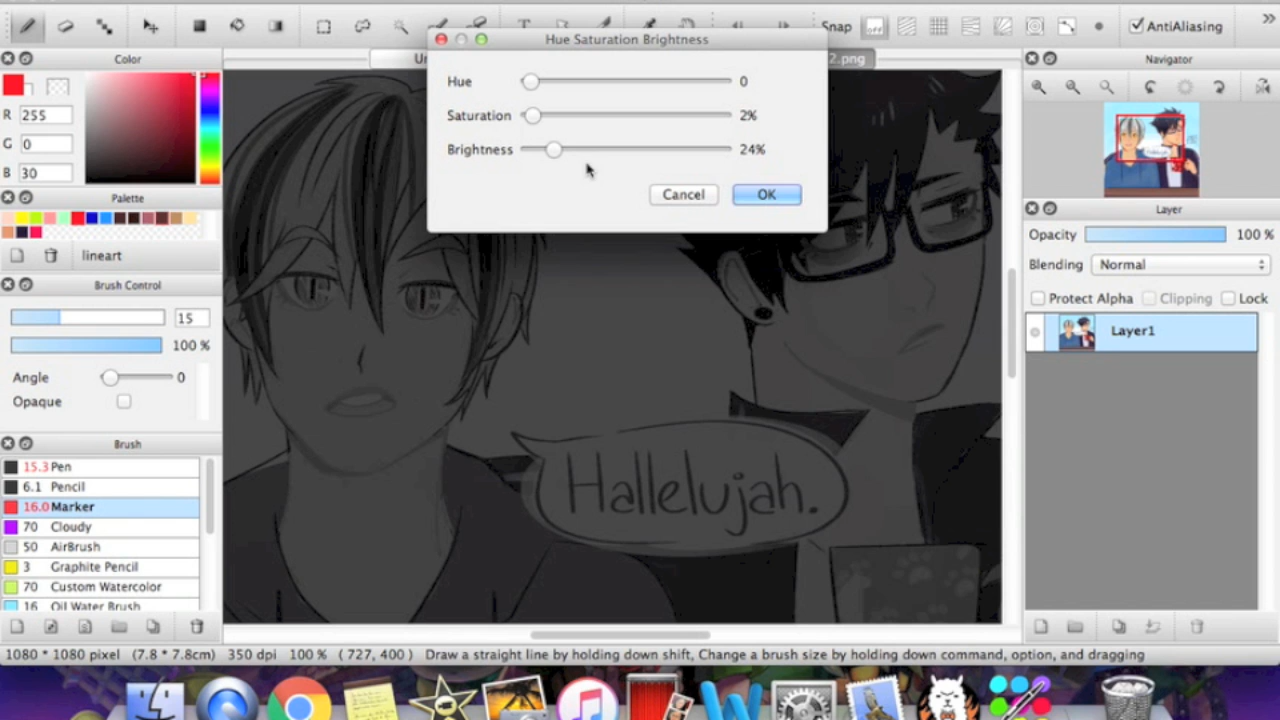 Hue Saturation Brightness
Snap
off
AntiAliasing
2.png
Color
R 255
G 0
B 30
Palette
lineart
Brush Control
15
100 %
Angle 0
Opaque
Brush
15.3 Pen
6.1 Pencil
16.0 Marker
70 Cloudy
50 AirBrush
3 Graphite Pencil
70 Custom Watercolor
16 Oil Water Brush
Hue 0
Saturation 2%
Brightness 24%
Cancel OK
Hallelujah.
Navigator
Layer
Opacity 100 %
Blending Normal
Protect Alpha Clipping Lock
Layer1
1080 * 1080 pixel (7.8 * 7.8cm) 350 dpi 100 % ( 727, 400 ) Draw a straight line by holding down shift, Change a brush size by holding down command, option, and dragging